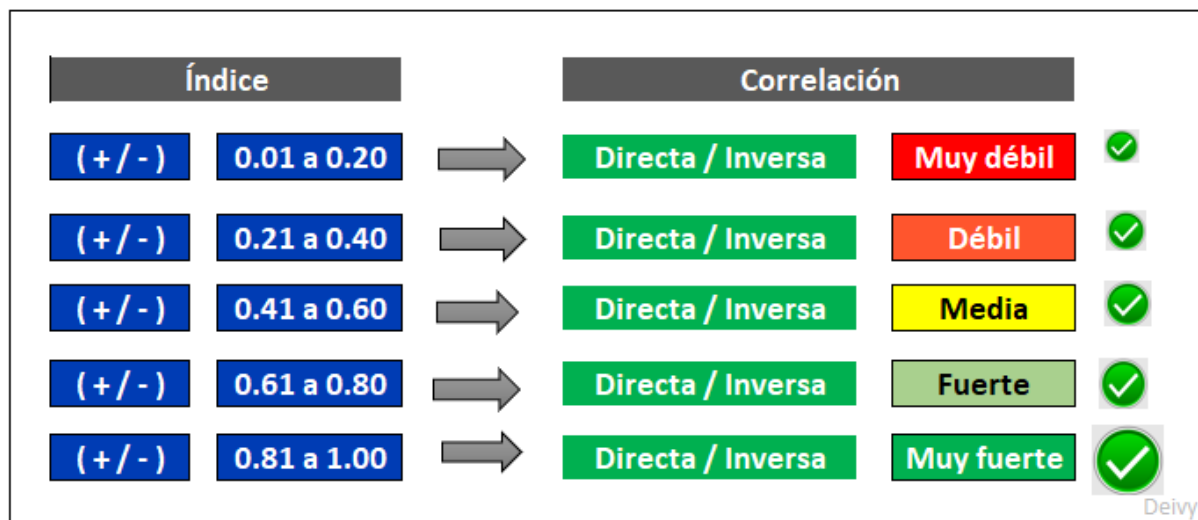 Índice Correlación
( + / - ) 0.01 a 0.20 Directa / Inversa Muy débil
( + / - ) 0.21 a 0.40 Directa / Inversa Débil
( + / - ) 0.41 a 0.60 Directa / Inversa Media
( + / - ) 0.61 a 0.80 Directa / Inversa Fuerte
( + / - ) 0.81 a 1.00 Directa / Inversa Muy fuerte
Deivy